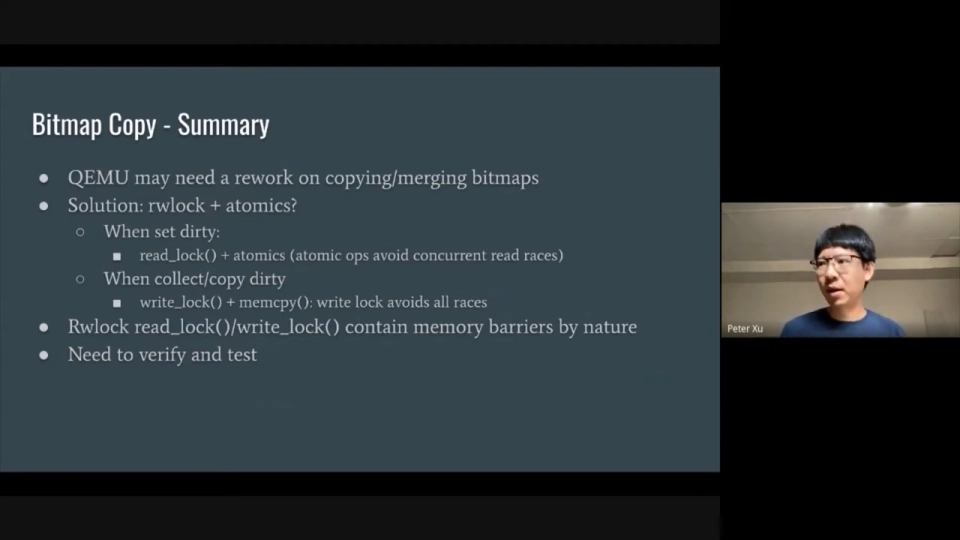 Bitmap Copy - Summary
● QEMU may need a rework on copying/merging bitmaps
● Solution: rwlock + atomics?
○ When set dirty:
■ read_lock() + atomics (atomic ops avoid concurrent read races)
○ When collect/copy dirty
■ write_lock() + memcpy(): write lock avoids all races
● Rwlock read_lock()/write_lock() contain memory barriers by nature
● Need to verify and test
Peter Xu